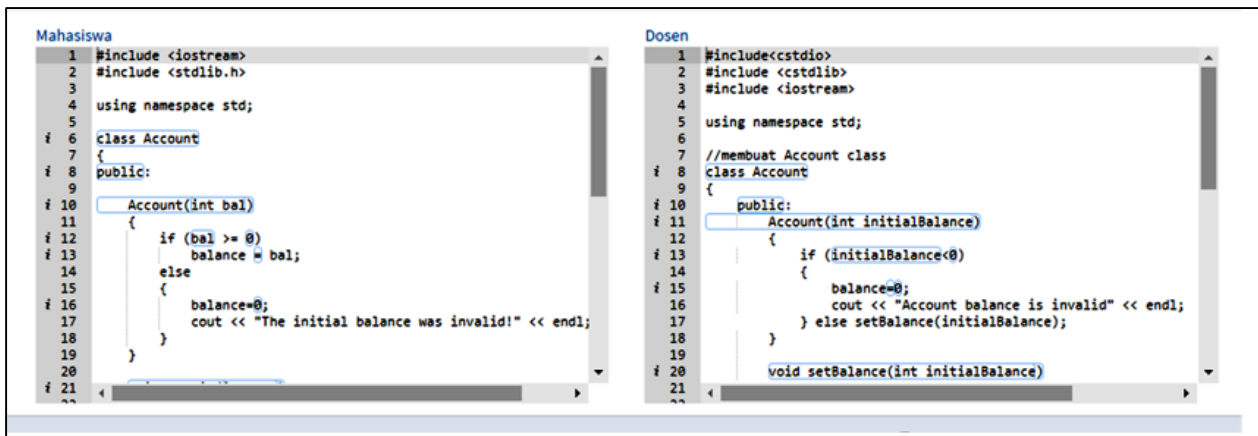 Mahasiswa
1 #include <iostream>
2 #include <stdlib.h>
3
4 using namespace std;
5
i 6 class Account
7 {
i 8 public:
9
i 10 Account(int bal)
11 {
i 12 if (bal >= 0)
i 13 balance = bal;
14 else
15 {
i 16 balance=0;
17 cout << "The initial balance was invalid!" << endl;
18 }
19 }
20
i 21
Dosen
1 #include<cstdio>
2 #include <cstdlib>
3 #include <iostream>
4
5 using namespace std;
6
7 //membuat Account class
i 8 class Account
9 {
i 10 public:
i 11 Account(int initialBalance)
12 {
i 13 if (initialBalance<0)
14 {
i 15 balance=0;
16 cout << "Account balance is invalid" << endl;
17 } else setBalance(initialBalance);
18 }
19
i 20 void setBalance(int initialBalance)
21